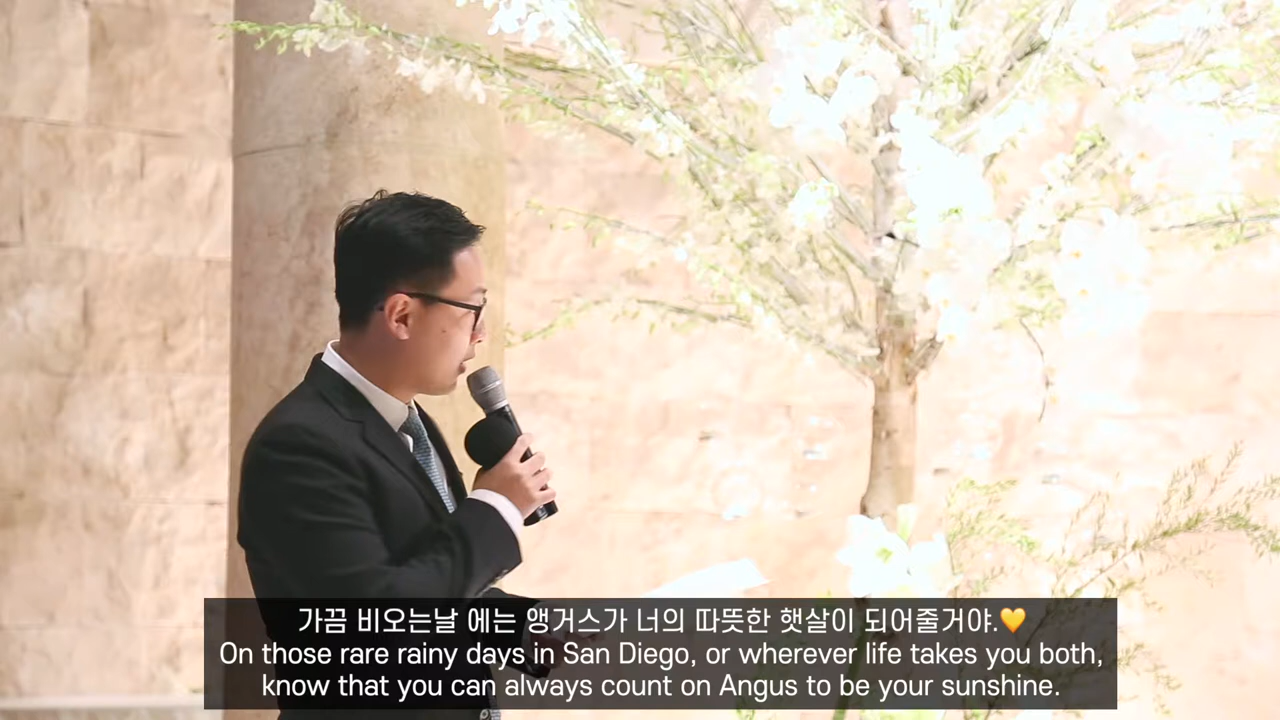 가끔 비오는날 에는 앵거스가 너의 따뜻한 햇살이 되어줄거야.💛
On those rare rainy days in San Diego, or wherever life takes you both,
know that you can always count on Angus to be your sunshine.